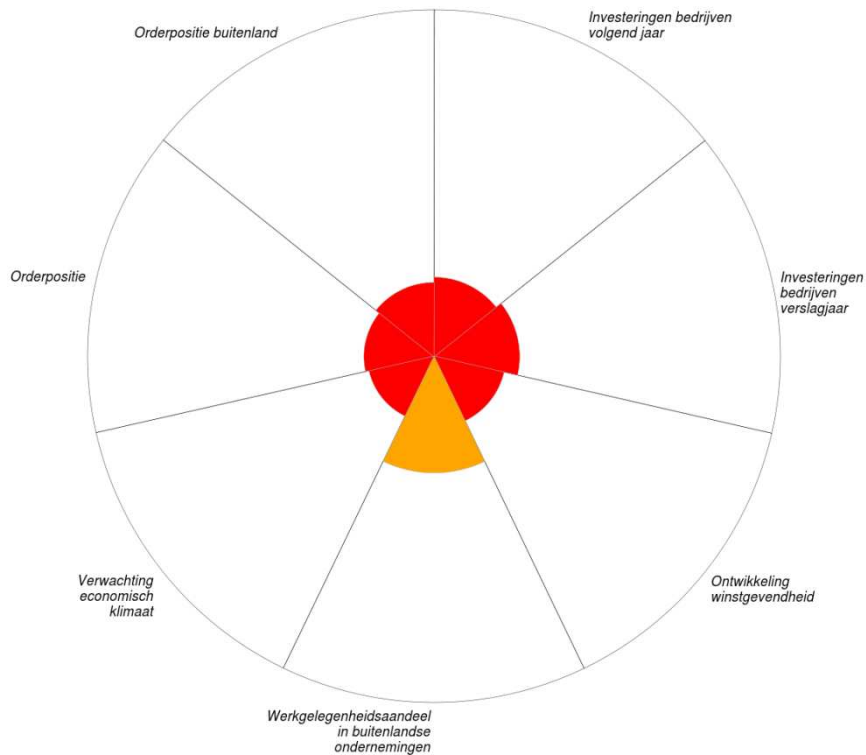 Orderpositie buitenland
Investeringen bedrijven
volgend jaar
Orderpositie
Investeringen
bedrijven
verslagjaar
Verwachting
economisch
klimaat
Ontwikkeling
winstgevendheid
Werkgelegenheidsaandeel
in buitenlandse
ondernemingen